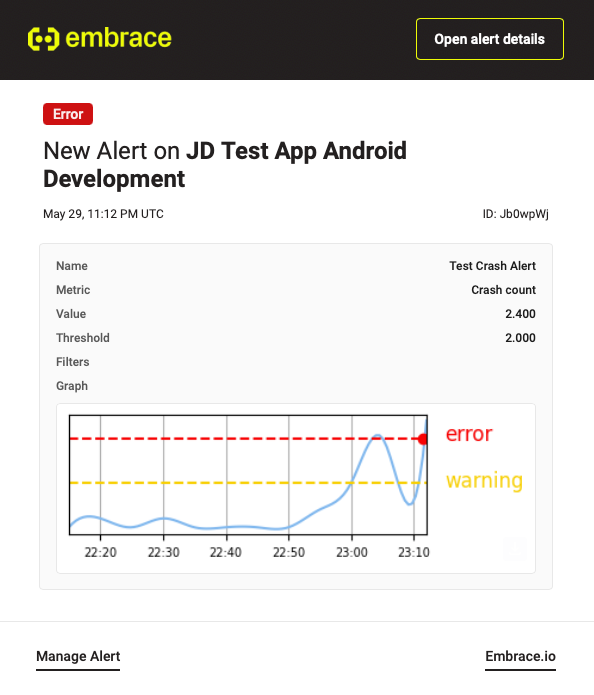 embrace
Open alert details
Error
New Alert on JD Test App Android
Development
May 29, 11:12 PM UTC
ID: Jb0wpWj
Name Test Crash Alert
Metric Crash count
Value 2.400
Threshold 2.000
Filters
Graph
error
warning
22:20 22:30 22:40 22:50 23:00 23:10
Manage Alert
Embrace.io